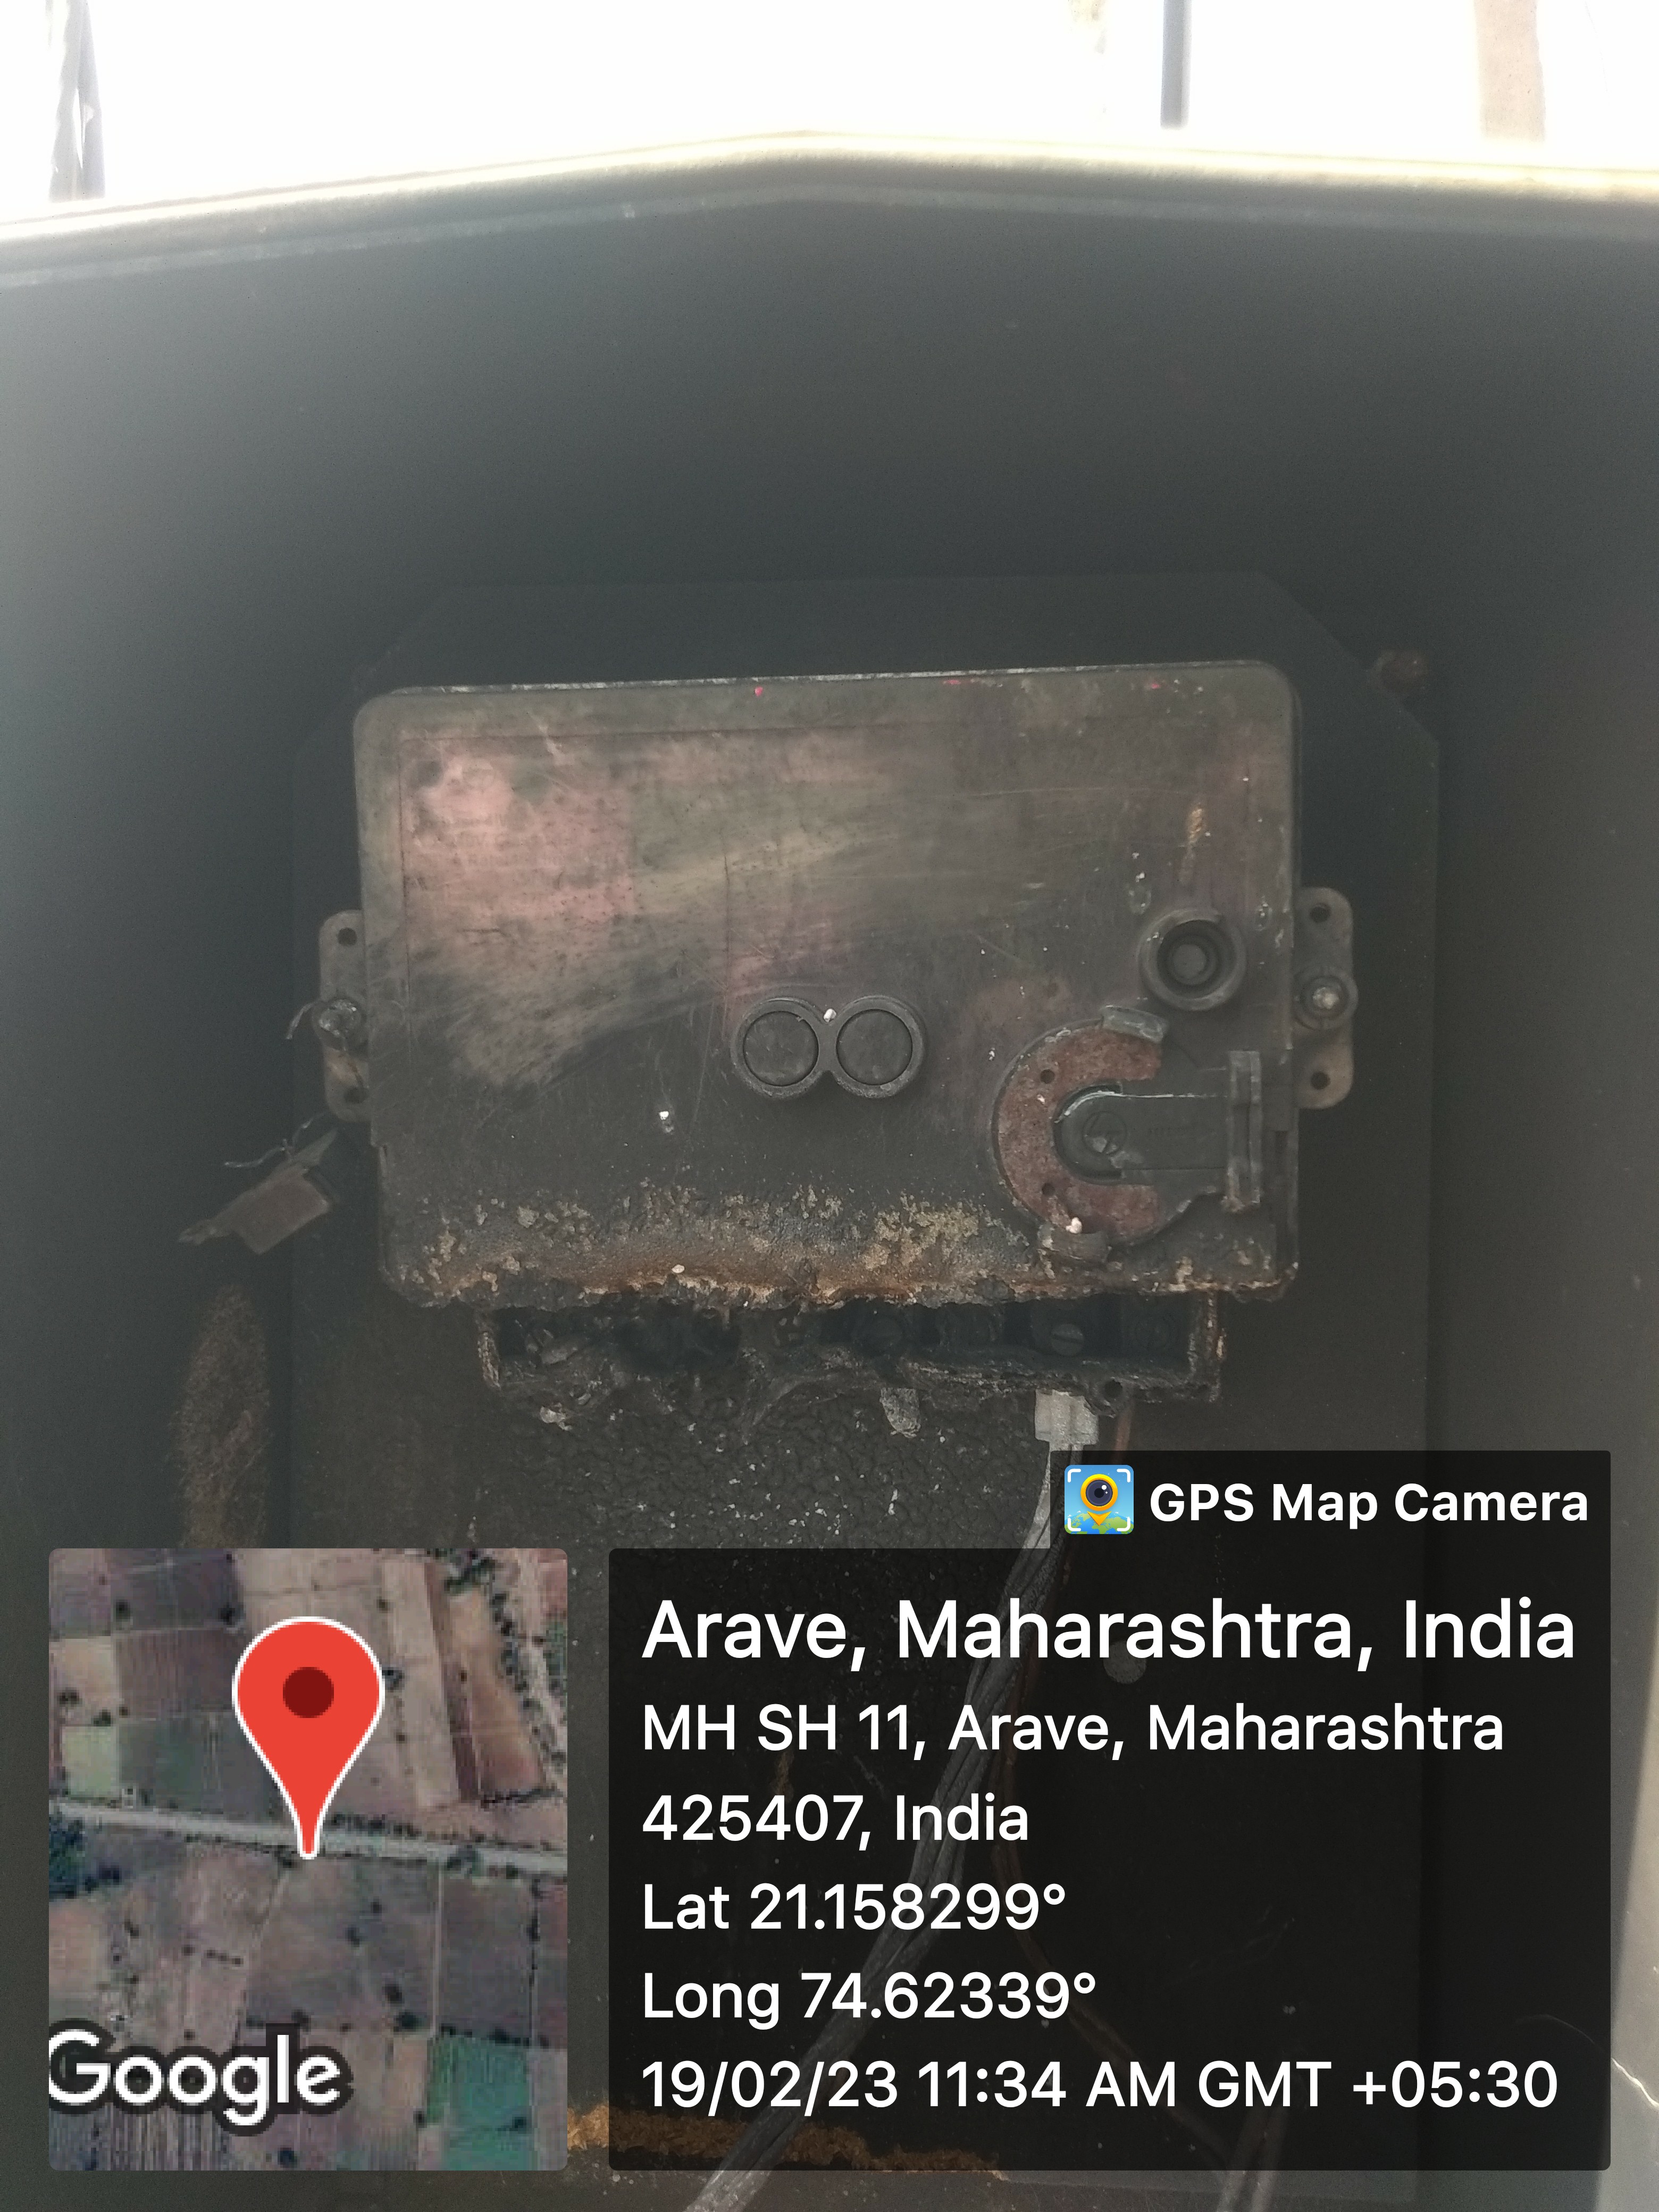 GPS Map Camera
Arave, Maharashtra, India
MH SH 11, Arave, Maharashtra
425407, India
Lat 21.158299°
Long 74.62339°
19/02/23 11:34 AM GMT +05:30
Google